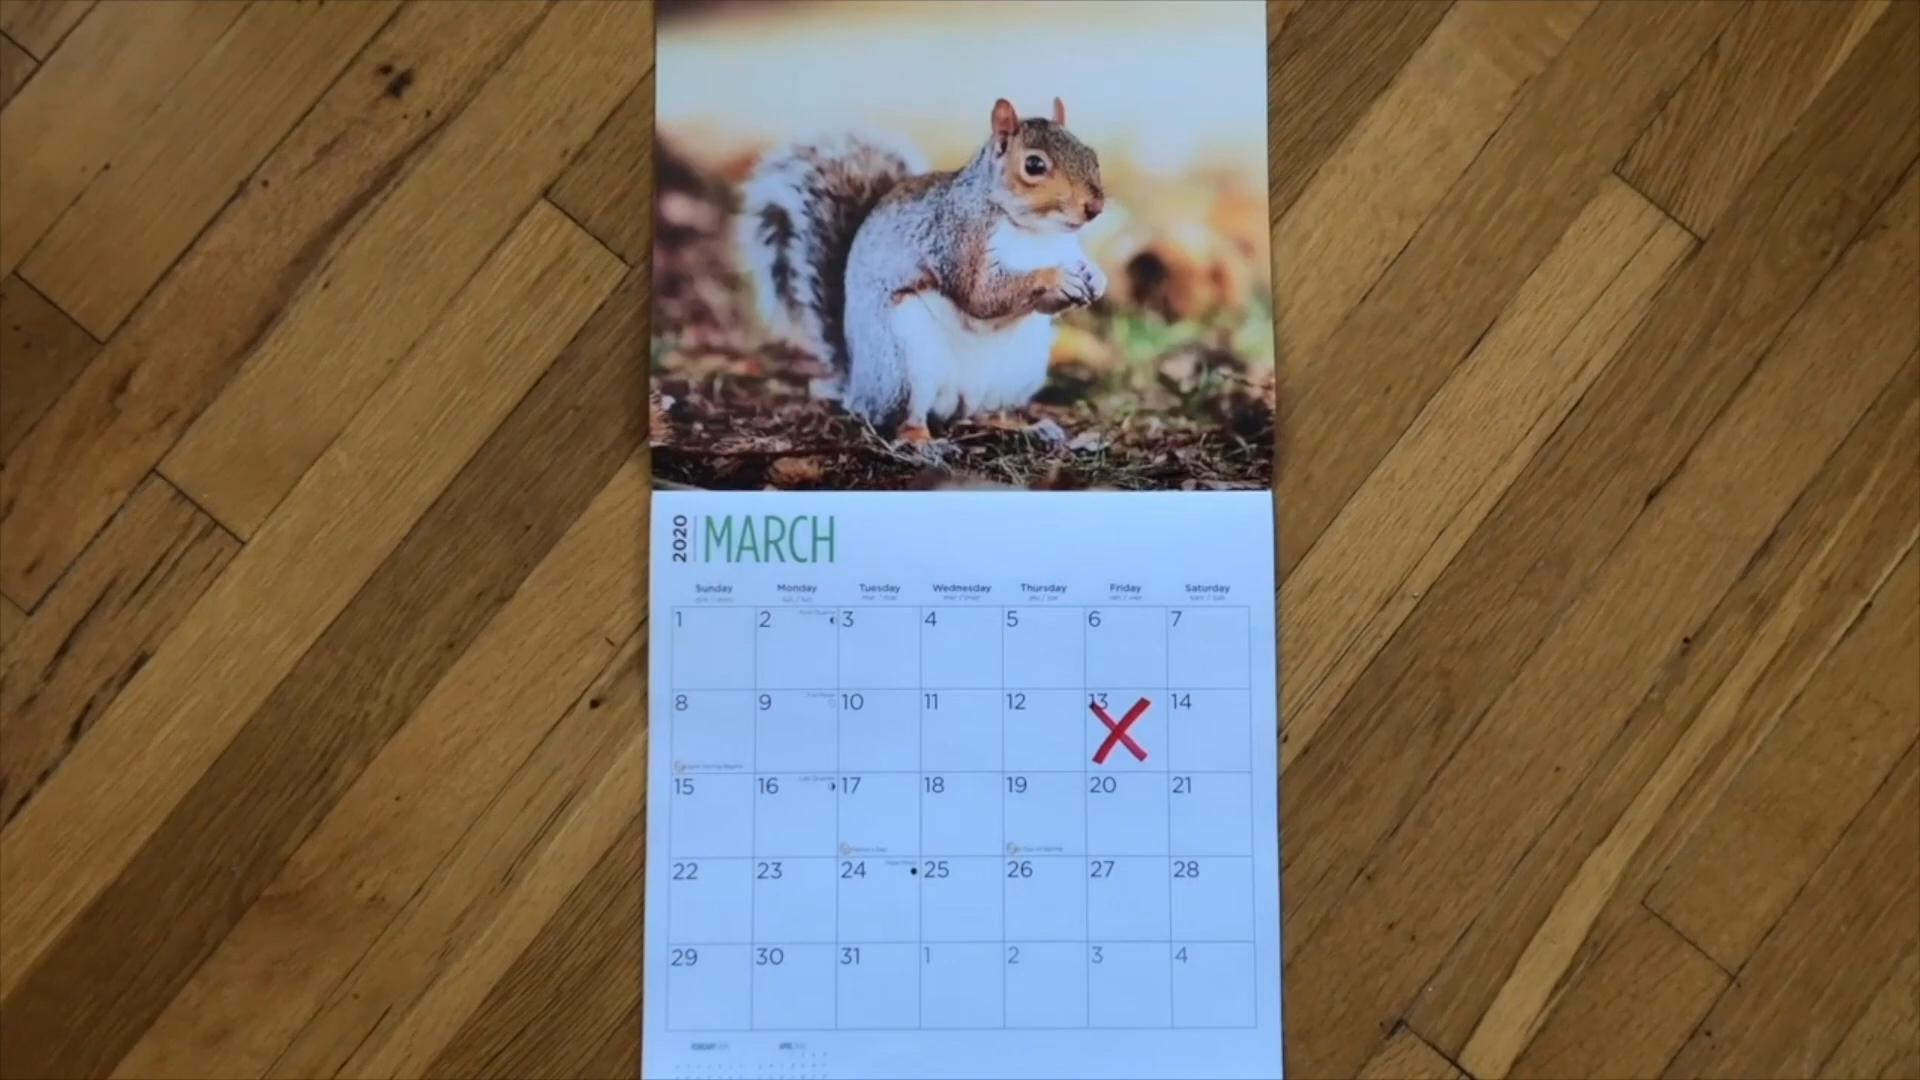 2020 MARCH
Sunday Monday Tuesday Wednesday Thursday Friday Saturday
1 2 3 4 5 6 7
8 9 10 11 12 13 14
15 16 17 18 19 20 21
22 23 24 25 26 27 28
29 30 31 1 2 3 4
FEBRUARY APRIL